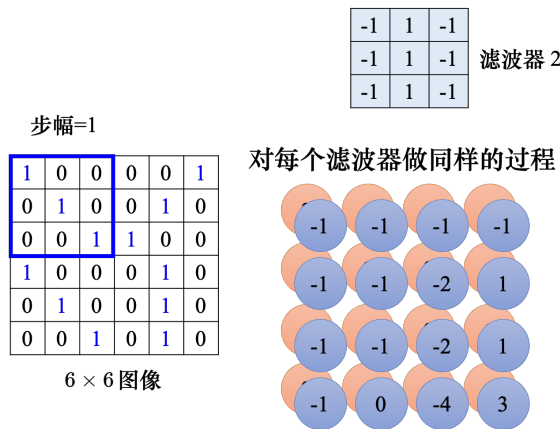 -1 1 -1
-1 1 -1
-1 1 -1
滤波器 2
步幅=1
对每个滤波器做同样的过程
1 0 0 0 0 1
0 1 0 0 1 0
0 0 1 1 0 0
1 0 0 0 1 0
0 1 0 0 1 0
0 0 1 0 1 0
6 × 6 图像
-1 -1 -1 -1
-1 -1 -2 1
-1 -1 -2 1
-1 0 -4 3